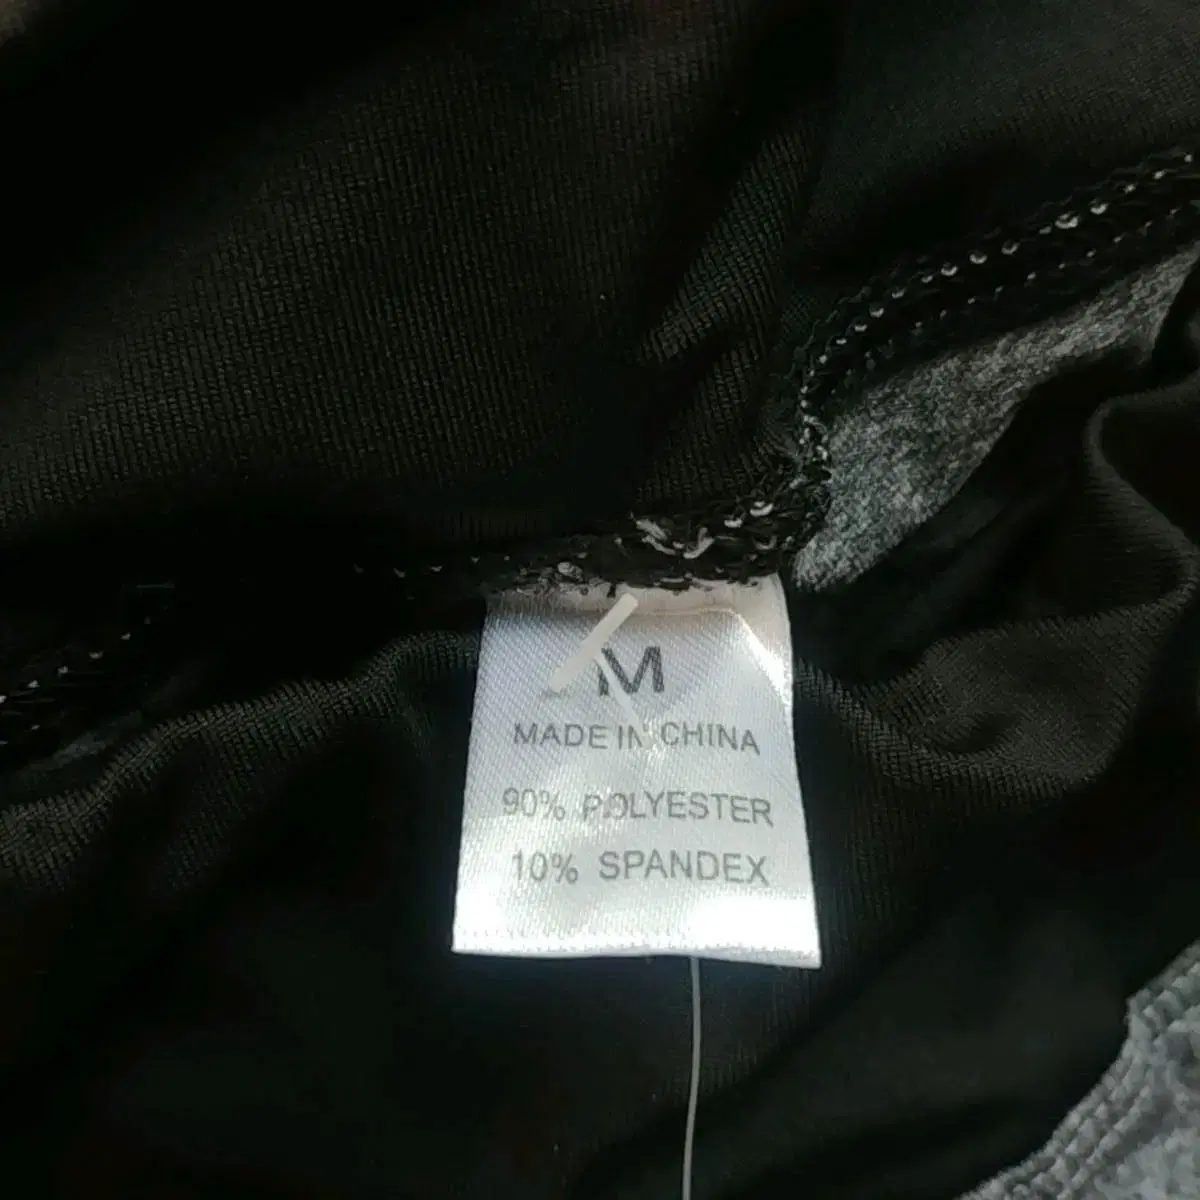 M
MADE IN CHINA
90% POLYESTER
10% SPANDEX